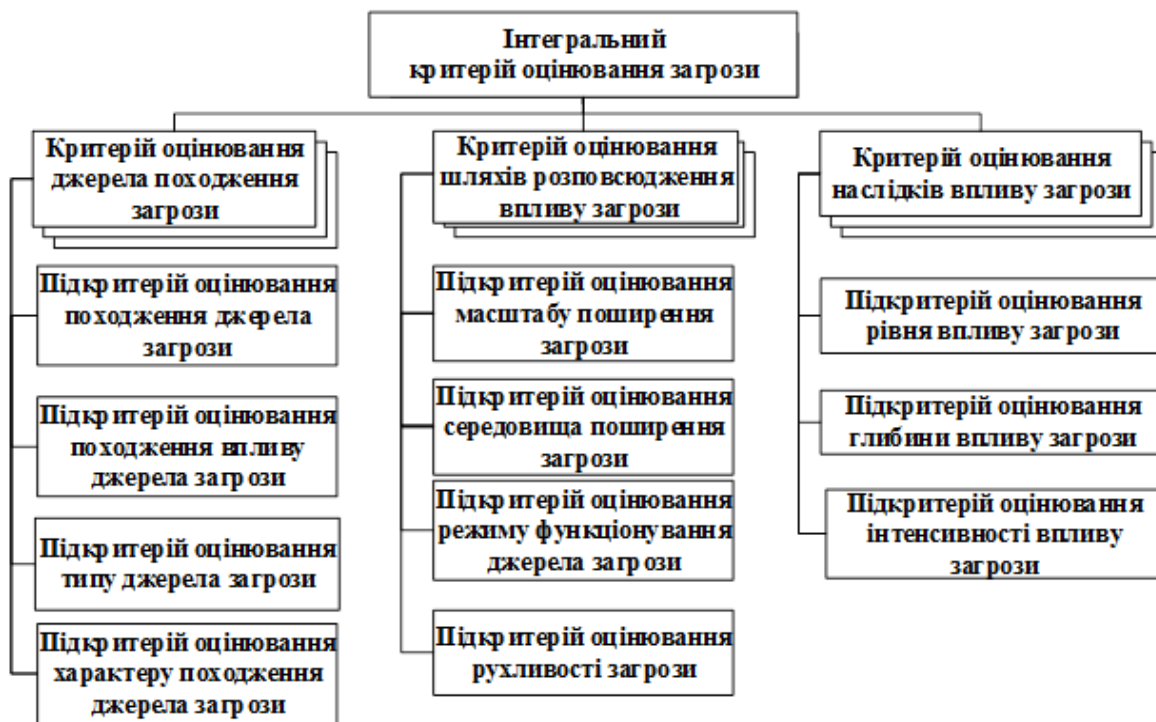 Інтегральний
критерій оцінювання загрози
Критерій оцінювання
джерела походження
загрози
Підкритерій оцінювання
походження джерела
загрози
Підкритерій оцінювання
походження впливу
джерела загрози
Підкритерій оцінювання
типу джерела загрози
Підкритерій оцінювання
характеру походження
джерела загрози
Критерій оцінювання
шляхів розповсюдження
впливу загрози
Підкритерій оцінювання
масштабу поширення
загрози
Підкритерій оцінювання
середовища поширення
загрози
Підкритерій оцінювання
режиму функціонування
джерела загрози
Підкритерій оцінювання
рухливості загрози
Критерій оцінювання
наслідків впливу загрози
Підкритерій оцінювання
рівня впливу загрози
Підкритерій оцінювання
глибини впливу загрози
Підкритерій оцінювання
інтенсивності впливу
загрози